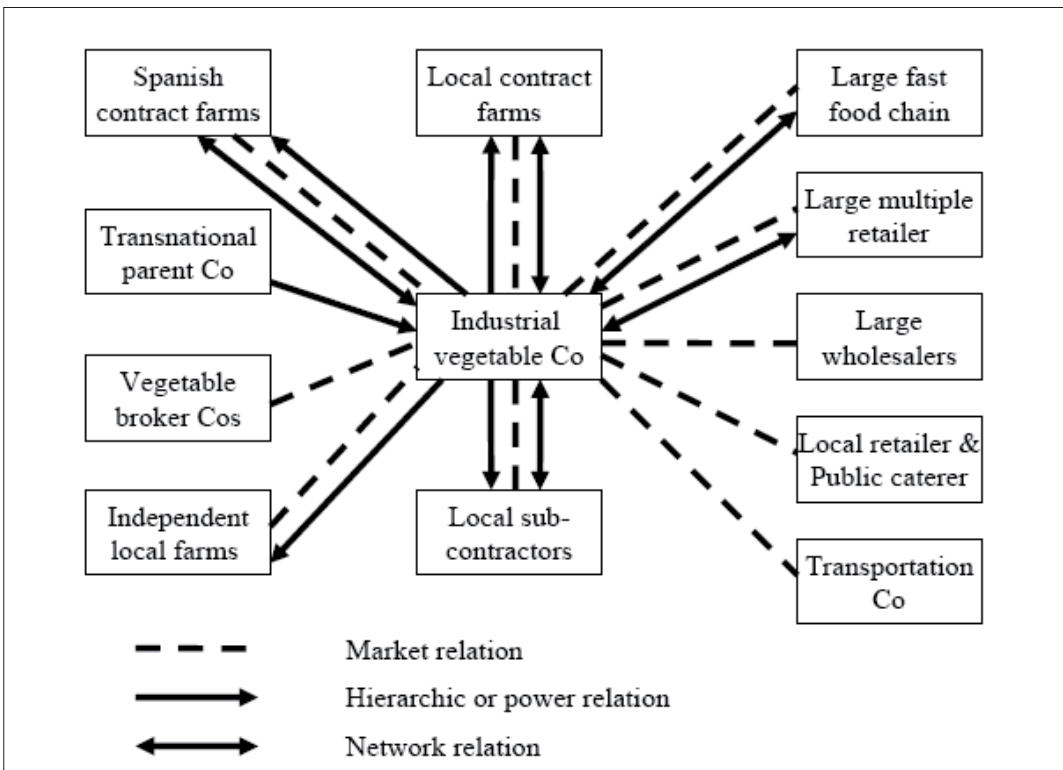 Spanish
contract farms
Local contract
farms
Large fast
food chain
Transnational
parent Co
Large multiple
retailer
Industrial
vegetable Co
Large
wholesalers
Vegetable
broker Cos
Local retailer &
Public caterer
Independent
local farms
Local sub-
contractors
Transportation
Co
Market relation
Hierarchic or power relation
Network relation